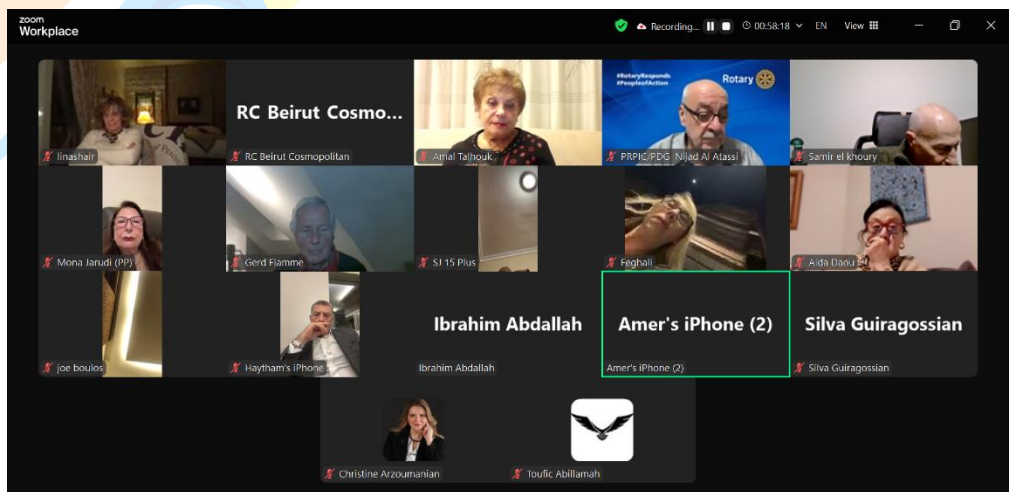 zoom
Workplace
Recording... 00:58:18 EN View
#RotaryResponds
#PeopleofAction
Rotary
RC Beirut Cosmo...
linashair
RC Beirut Cosmopolitan
Amal Talhouk
PRPIC/PDG Nijad Al Atassi
Samir el khoury
Mona Jarudi (PP)
Gerd Flamme
SJ 15 Plus
Feghali
Aida Daou
Ibrahim Abdallah
Amer's iPhone (2)
Silva Guiragossian
joe boulos
Haytham's iPhone
Ibrahim Abdallah
Amer's iPhone (2)
Silva Guiragossian
Christine Arzoumanian
Toufic Abillamah